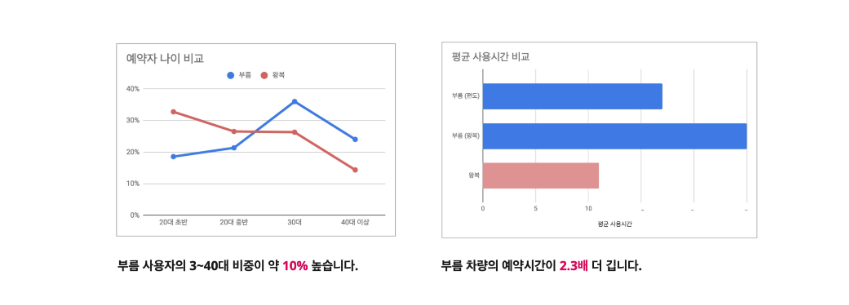 예약자 나이 비교
부름 왕복
40%
30%
20%
10%
0%
20대 초반 20대 중반 30대 40대 이상
부름 사용자의 3~40대 비중이 약 10% 높습니다.
평균 사용시간 비교
부름 (편도)
부름 (왕복)
왕복
0 5 10
평균 사용시간
부름 차량의 예약시간이 2.3배 더 깁니다.